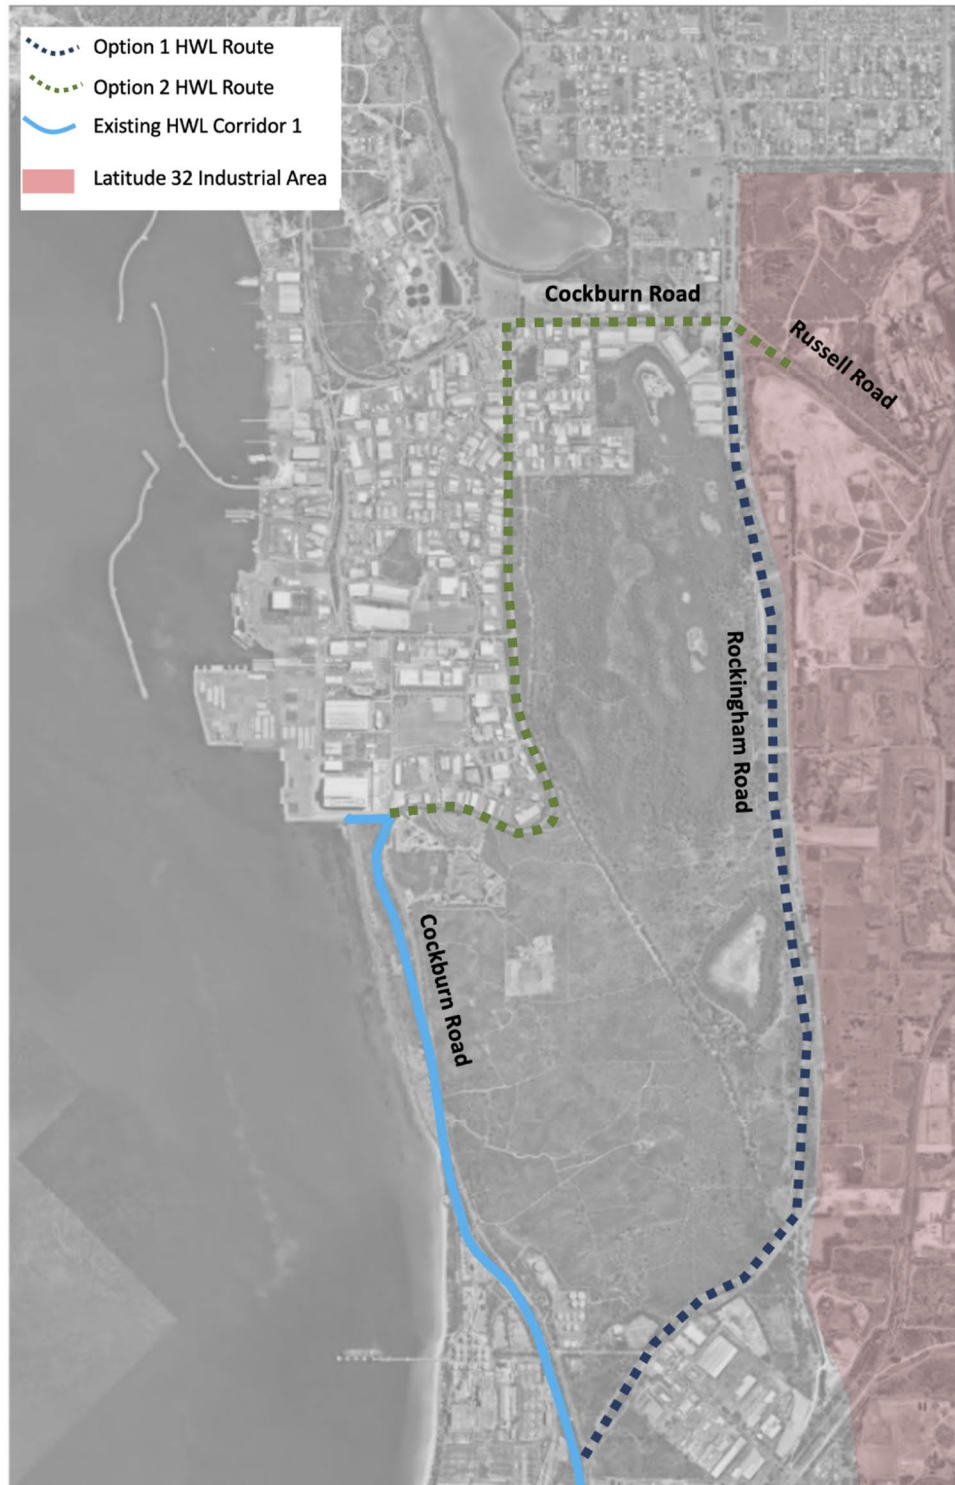 Option 1 HWL Route
Option 2 HWL Route
Existing HWL Corridor 1
Latitude 32 Industrial Area
Cockburn Road
Russell Road
Rockingham Road
Cockburn Road